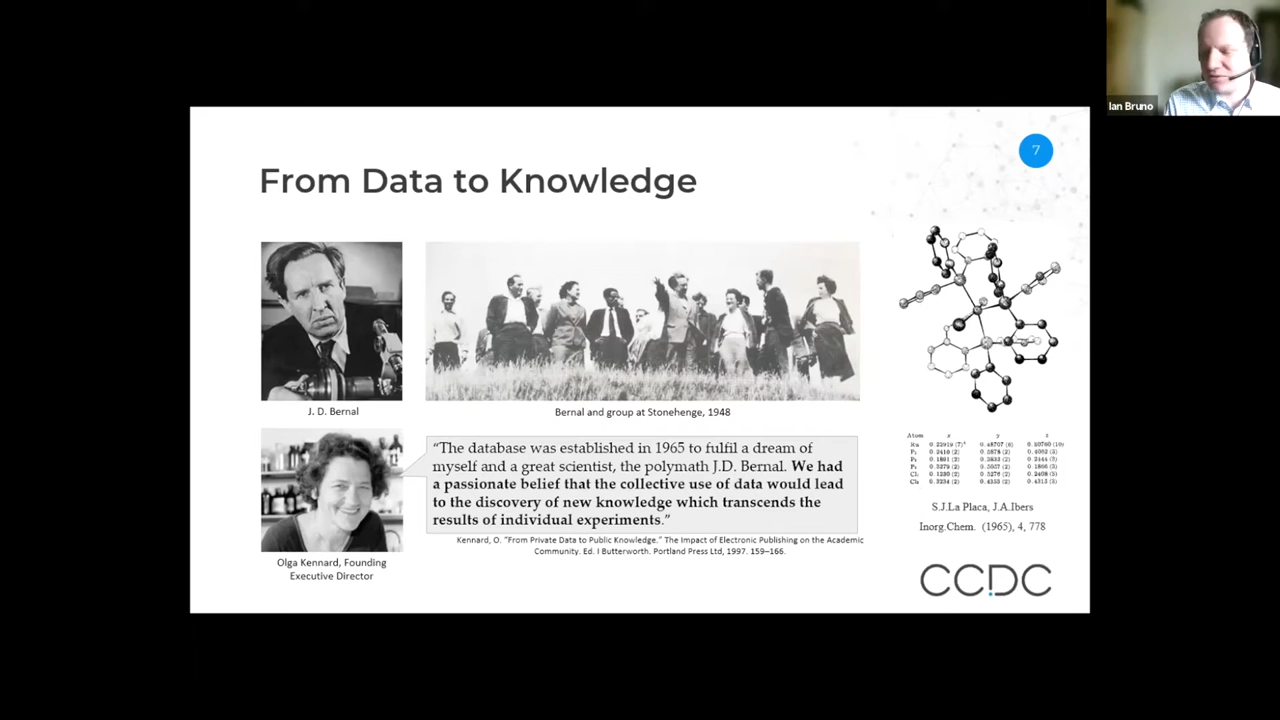 Ian Bruno
7
From Data to Knowledge
J. D. Bernal
Bernal and group at Stonehenge, 1948
“The database was established in 1965 to fulfil a dream of
myself and a great scientist, the polymath J.D. Bernal. We had
a passionate belief that the collective use of data would lead
to the discovery of new knowledge which transcends the
results of individual experiments.”
Kennard, O. “From Private Data to Public Knowledge.” The Impact of Electronic Publishing on the Academic
Community. Ed. I Butterworth. Portland Press Ltd, 1997. 159–166.
Olga Kennard, Founding
Executive Director
Atom x y z
S.J.La Placa, J.A.Ibers
Inorg.Chem. (1965), 4, 778
CCDC